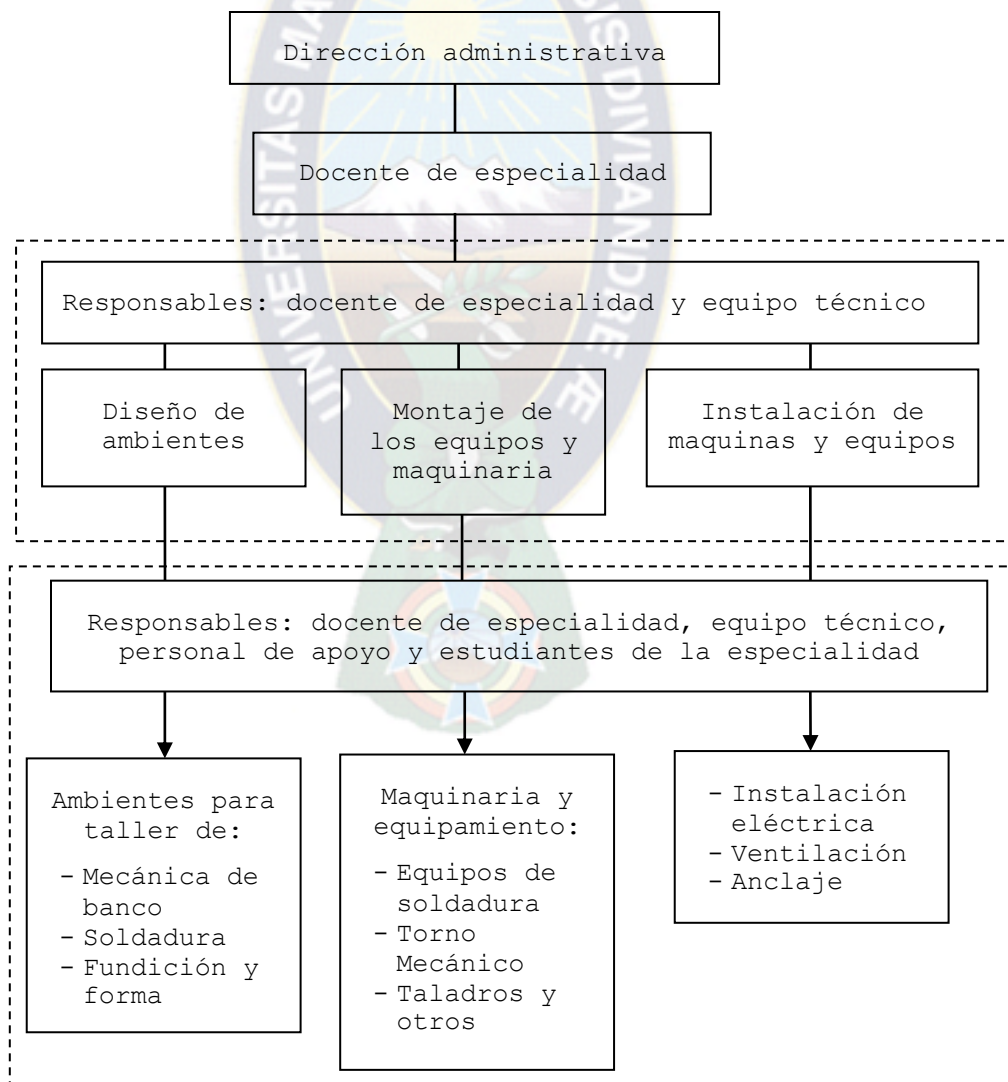 Dirección administrativa
Docente de especialidad
Responsables: docente de especialidad y equipo técnico
Diseño de
ambientes
Montaje de
los equipos y
maquinaria
Instalación de
maquinas y equipos
Responsables: docente de especialidad, equipo técnico,
personal de apoyo y estudiantes de la especialidad
Ambientes para
taller de:
- Mecánica de
banco
- Soldadura
- Fundición y
forma
Maquinaria y
equipamiento:
- Equipos de
soldadura
- Torno
Mecánico
- Taladros y
otros
- Instalación
eléctrica
- Ventilación
- Anclaje